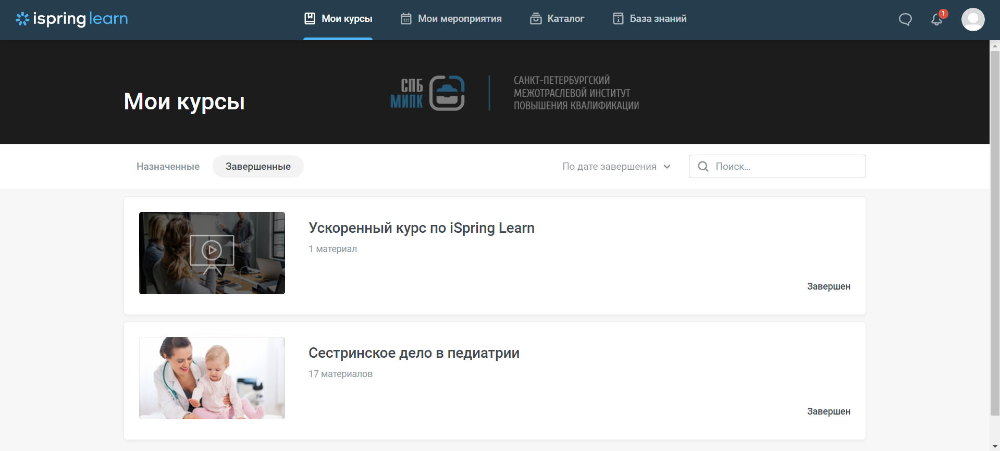 ispring learn
Мои курсы
Мои мероприятия
Каталог
База знаний
1
Мои курсы
СПБ
МИПК
САНКТ-ПЕТЕРБУРГСКИЙ
МЕЖОТРАСЛЕВОЙ ИНСТИТУТ
ПОВЫШЕНИЯ КВАЛИФИКАЦИИ
Назначенные
Завершенные
По дате завершения
Поиск...
Ускоренный курс по iSpring Learn
1 материал
Завершен
Сестринское дело в педиатрии
17 материалов
Завершен